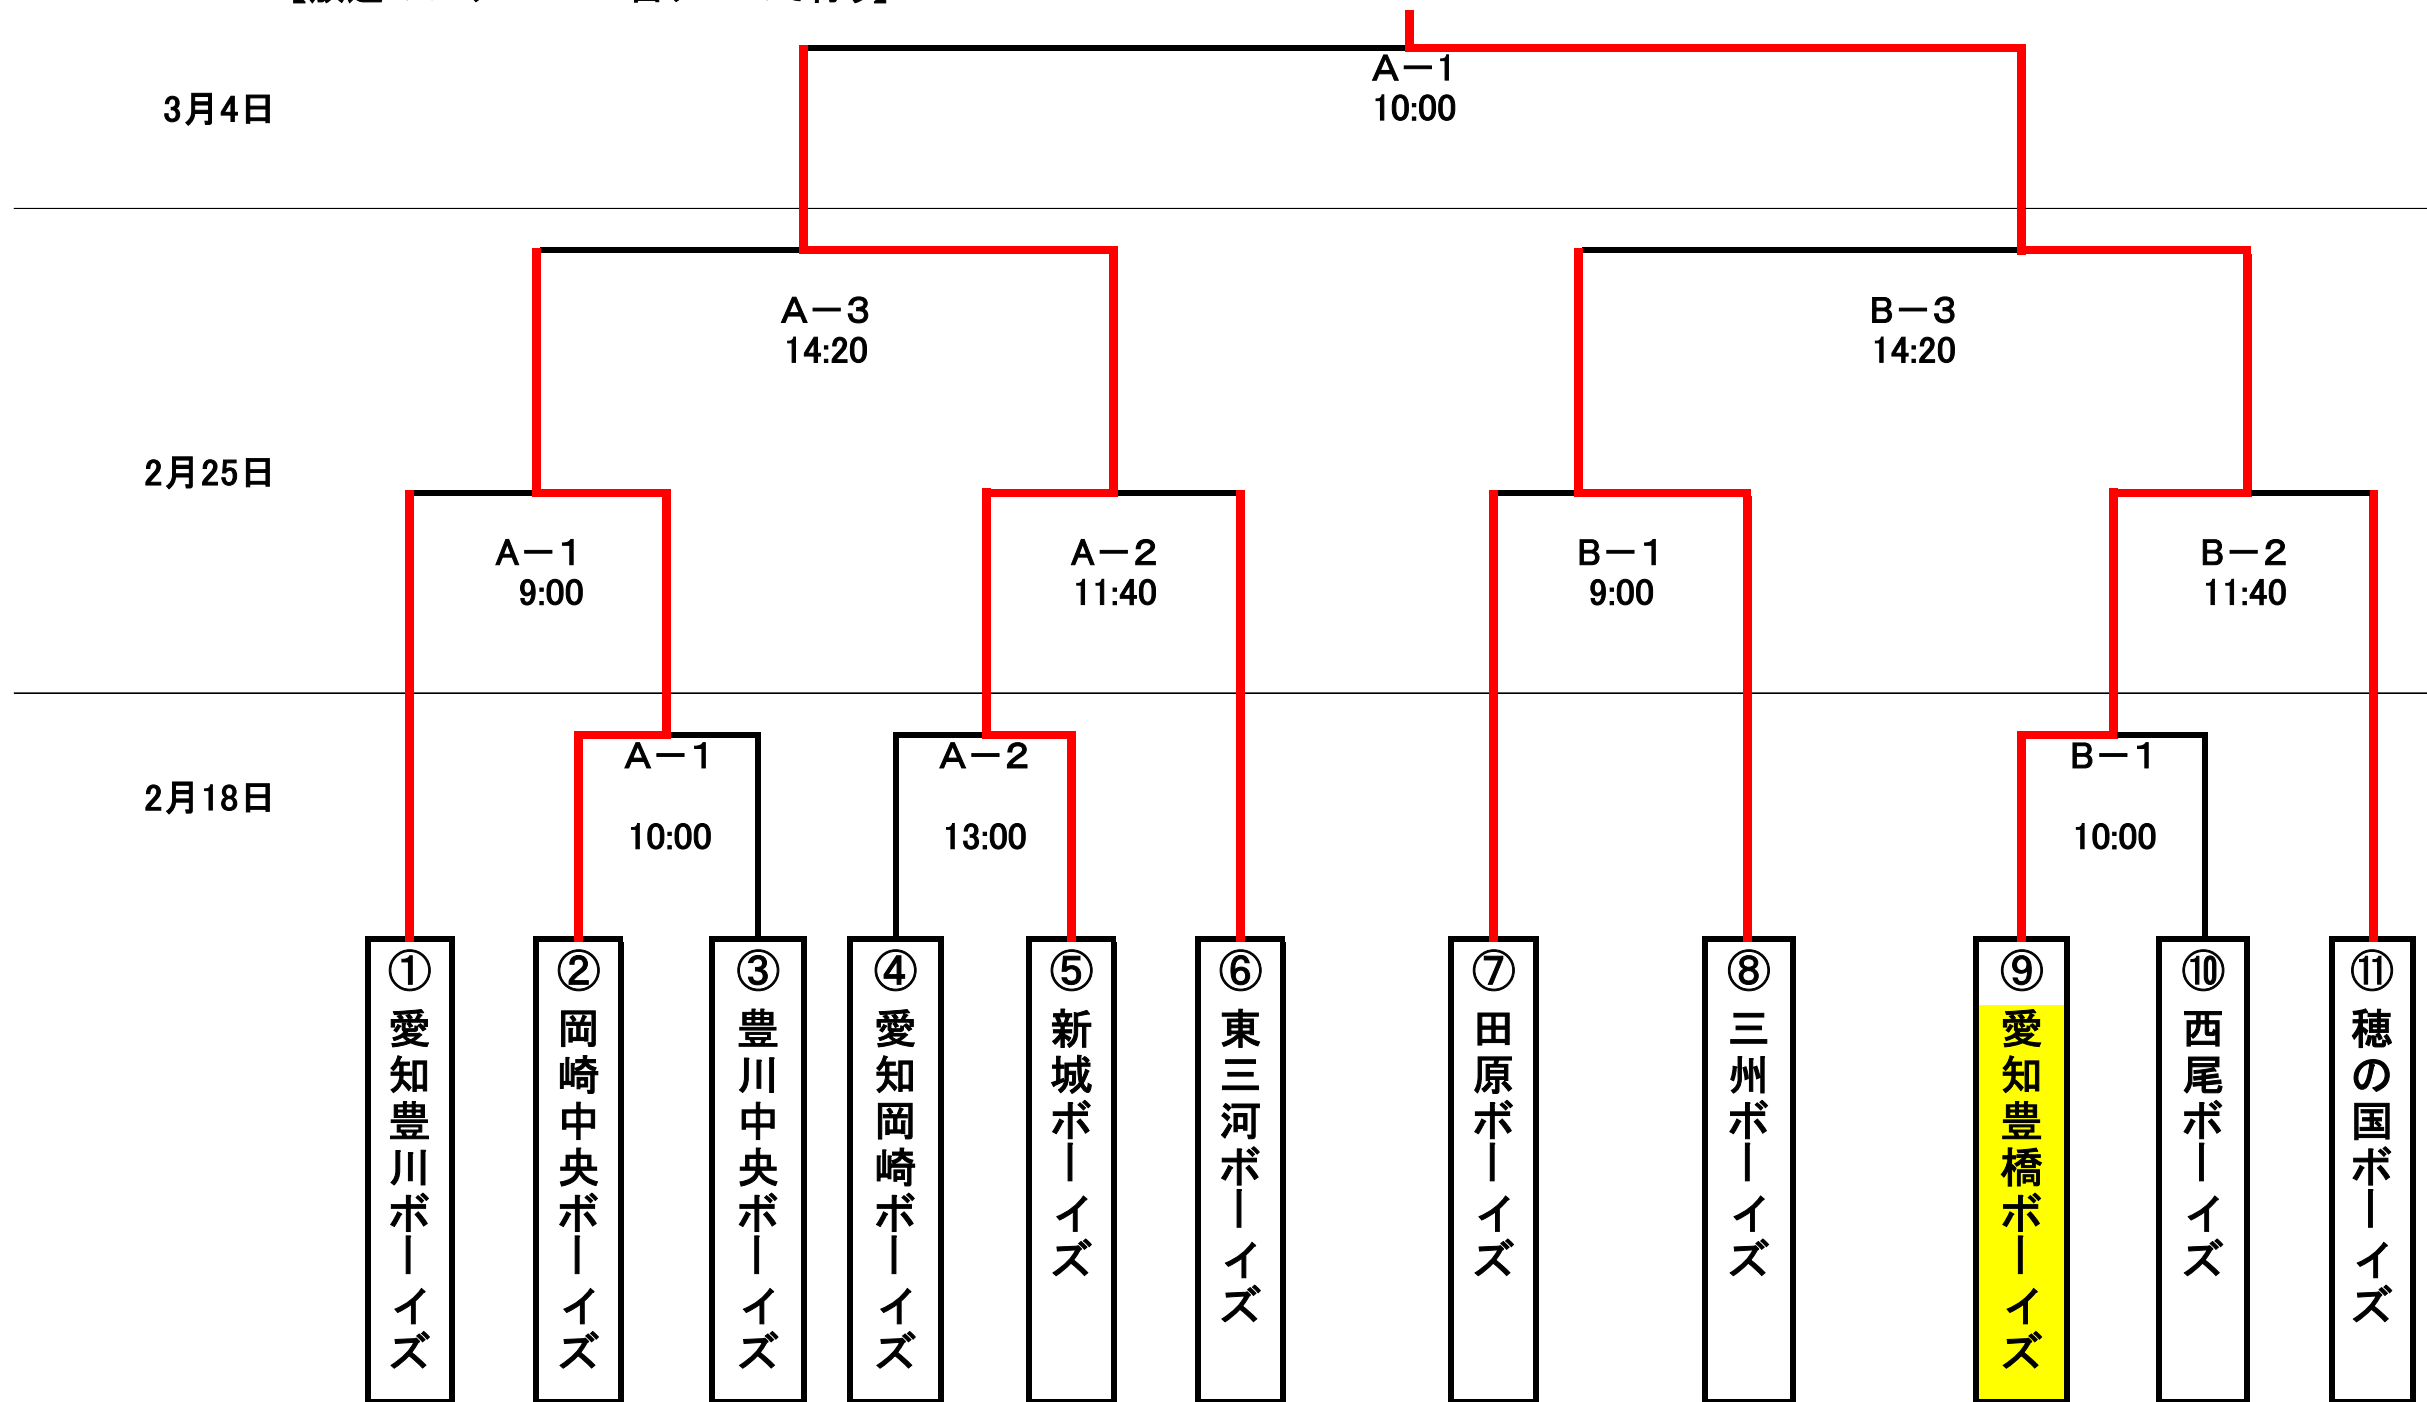 A－1
10:00
3月4日
A－3
14:20
B－3
14:20
2月25日
A－1
9:00
A－2
11:40
B－1
9:00
B－2
11:40
A－1
10:00
A－2
13:00
B－1
10:00
2月18日
①愛知豊川ボーイズ
②岡崎中央ボーイズ
③豊川中央ボーイズ
④愛知岡崎ボーイズ
⑤新城ボーイズ
⑥東三河ボーイズ
⑦田原ボーイズ
⑧三州ボーイズ
⑨愛知豊橋ボーイズ
⑩西尾ボーイズ
⑪穂の国ボーイズ